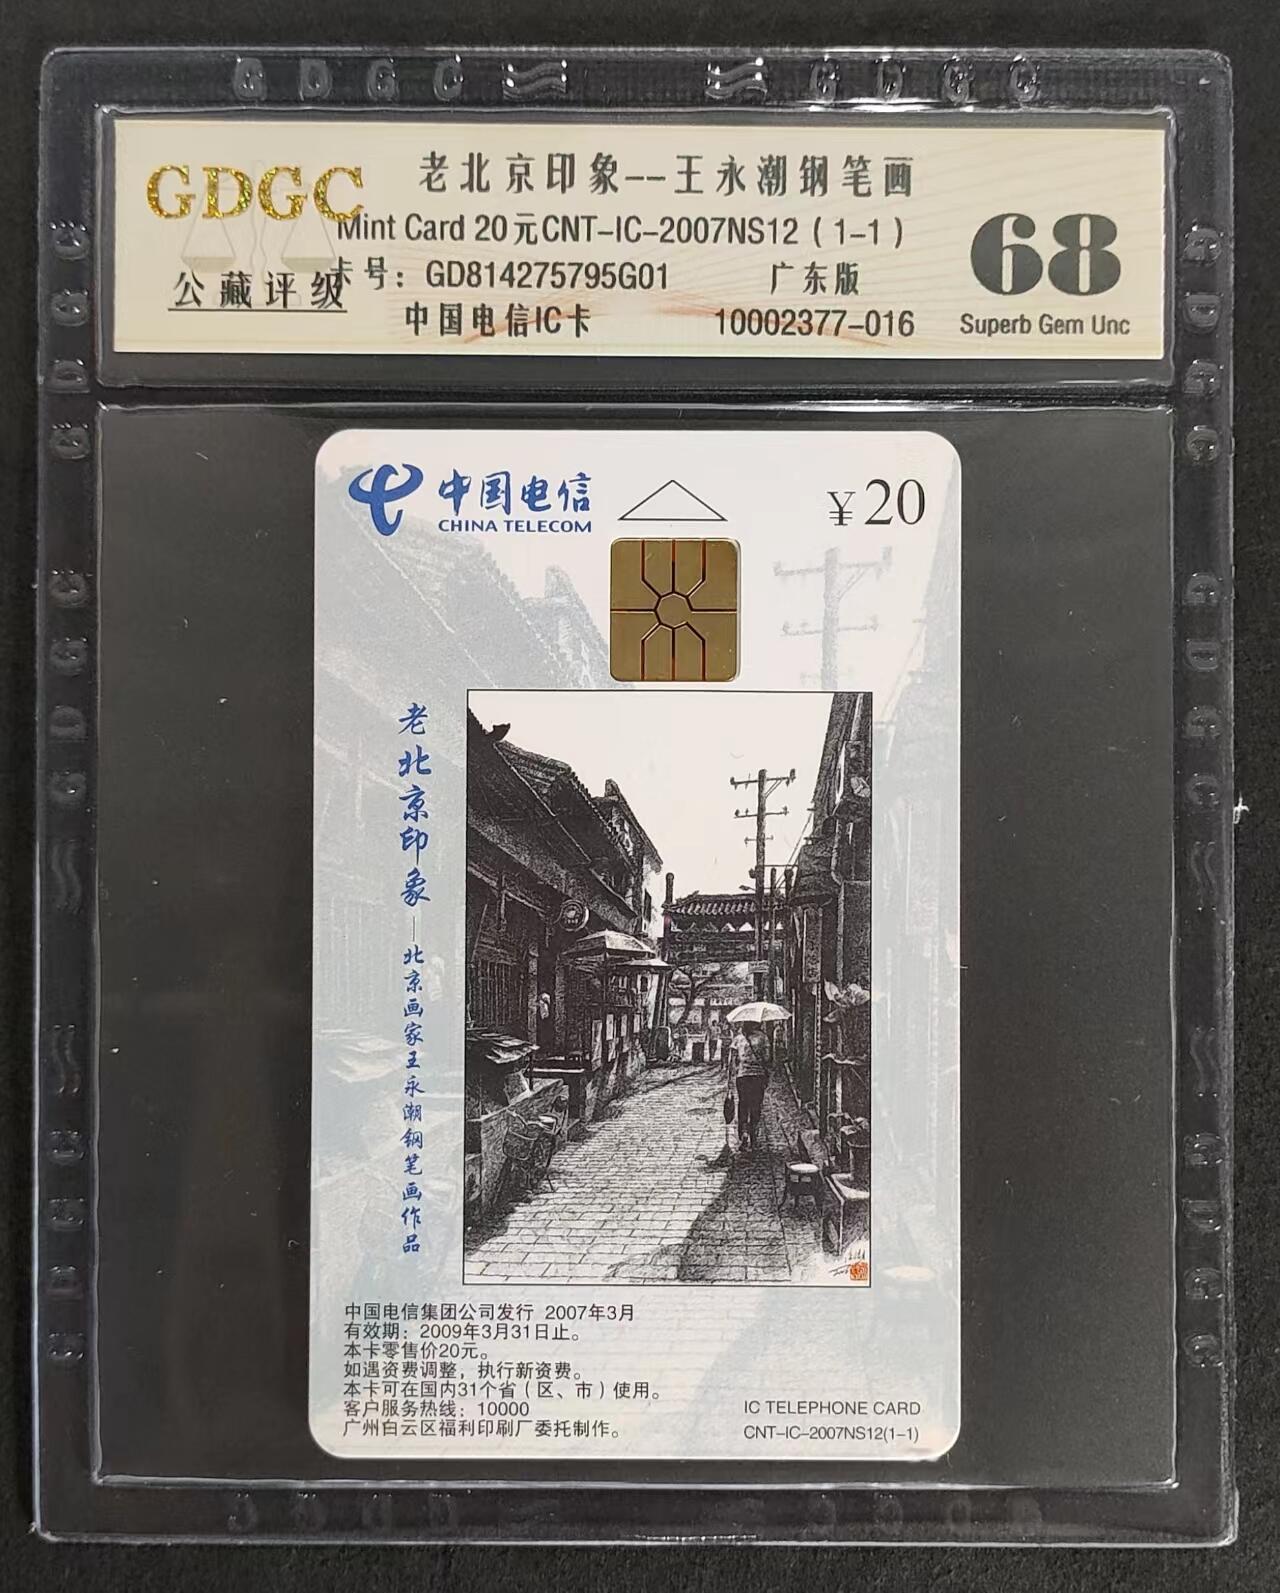 GDGC
GDGC
GDGC
公藏评级
老北京印象--王永潮钢笔画
Mint Card 20元CNT-IC-2007NS12 (1-1)
卡号: GD814275795G01 广东版
中国电信IC卡 10002377-016
68
Superb Gem Unc
中国电信
CHINA TELECOM
¥20
老北京印象——北京画家王永潮钢笔画作品
中国电信集团公司发行 2007年3月
有效期：2009年3月31日止。
本卡零售价20元。
如遇资费调整，执行新资费。
本卡可在国内31个省（区、市）使用。
客户服务热线：10000
广州白云区福利印刷厂委托制作。
IC TELEPHONE CARD
CNT-IC-2007NS12(1-1)